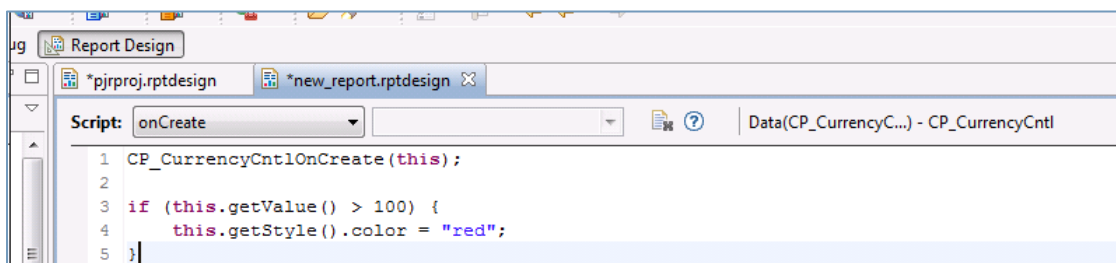 ug Report Design
*pjrproj.rptdesign *new_report.rptdesign
Script: onCreate Data(CP_CurrencyC...) - CP_CurrencyCntl
1 CP_CurrencyCntlOnCreate(this);
2
3 if (this.getValue() > 100) {
4 this.getStyle().color = "red";
5 }